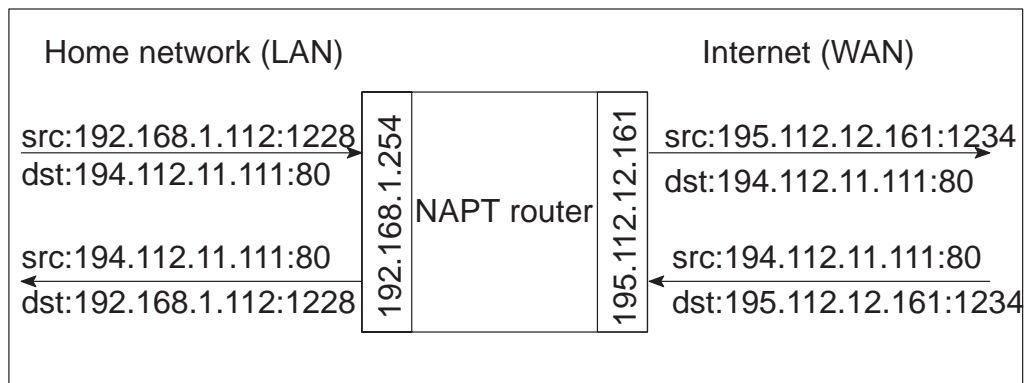 Home network (LAN)
Internet (WAN)
src:192.168.1.112:1228
dst:194.112.11.111:80
192.168.1.254
NAPT router
195.112.12.161
src:195.112.12.161:1234
dst:194.112.11.111:80
src:194.112.11.111:80
dst:192.168.1.112:1228
src:194.112.11.111:80
dst:195.112.12.161:1234